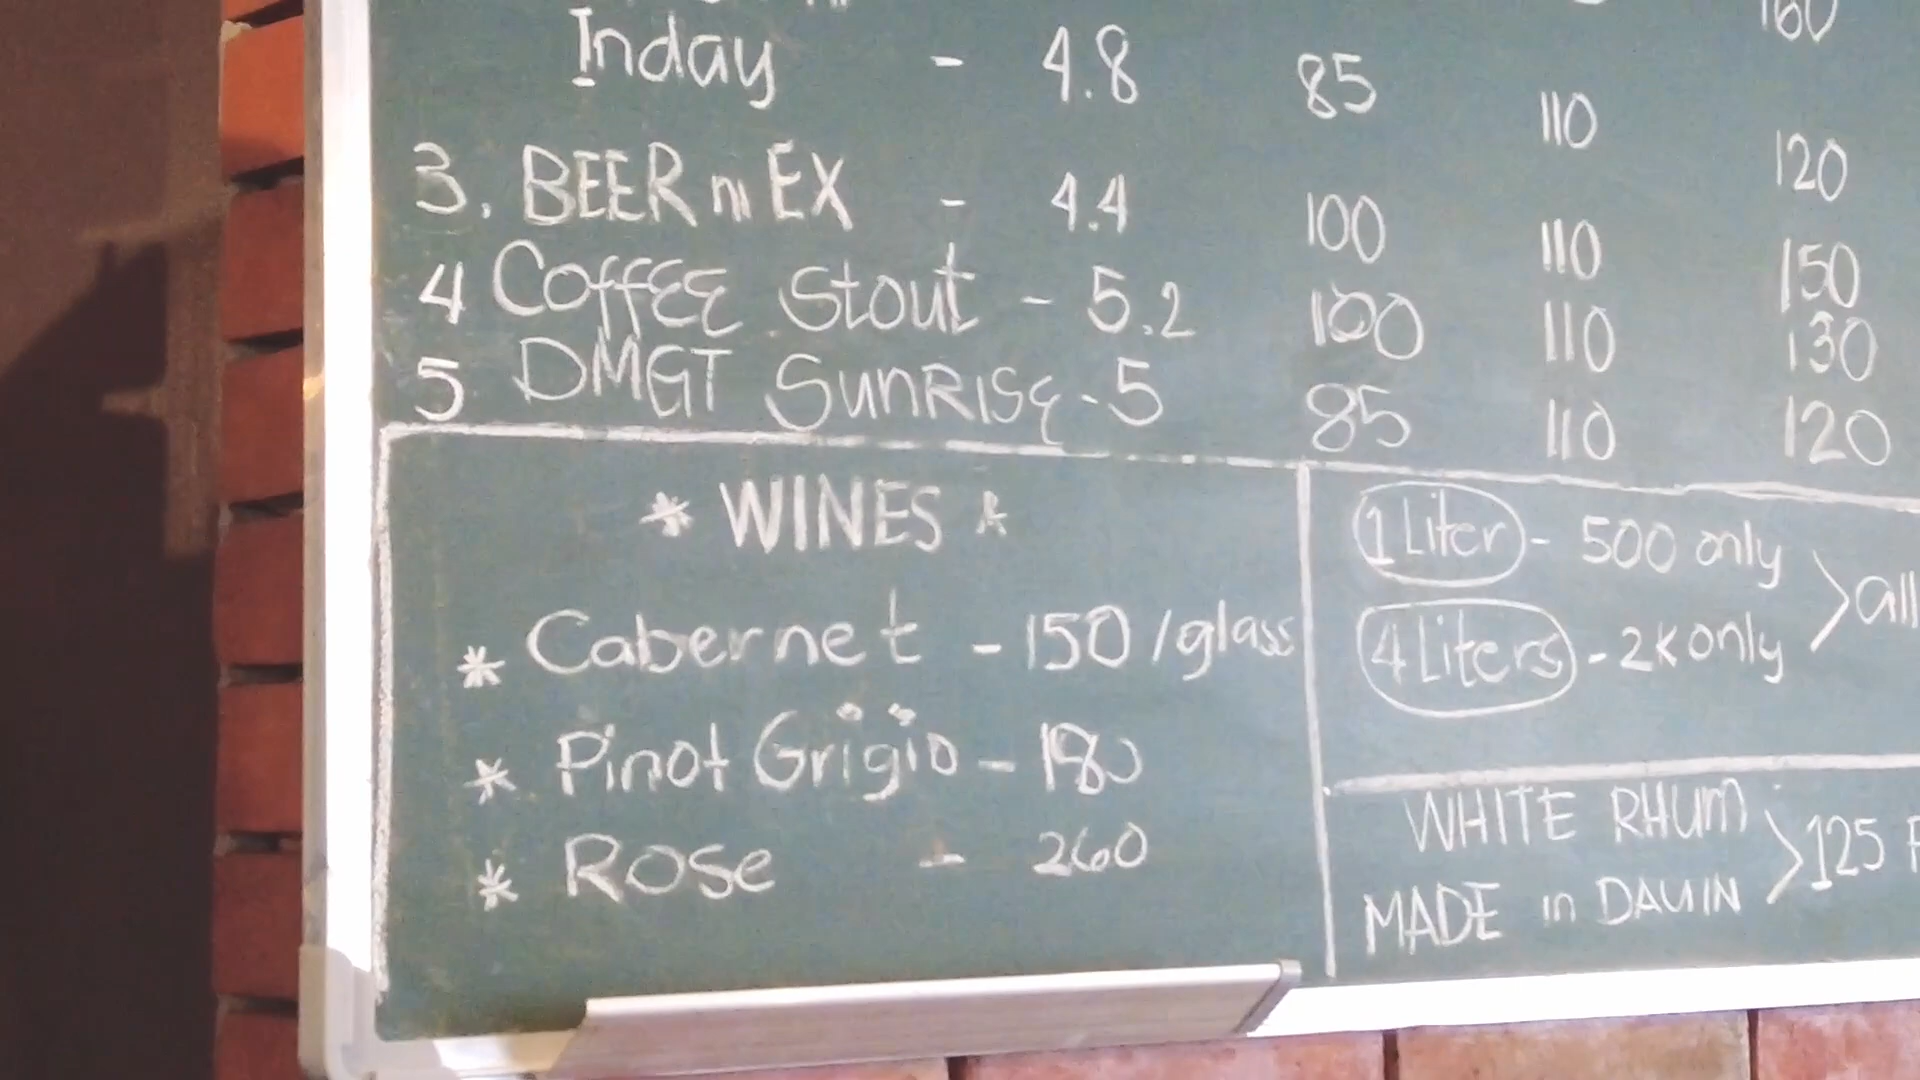 160
Inday - 4.8 85 110 120
3. BEER n EX - 4.4 100 110 150
4 COFFEE Stout - 5.2 100 110 130
5 DMGT SUNRISE - 5 85 110 120
* WINES *
* Cabernet - 150 /glass
* Pinot Grigio - 180
* Rose - 260
1 Liter - 500 only
4 Liters - 2K only > all
WHITE RHUM
MADE in DAUIN > 125 P